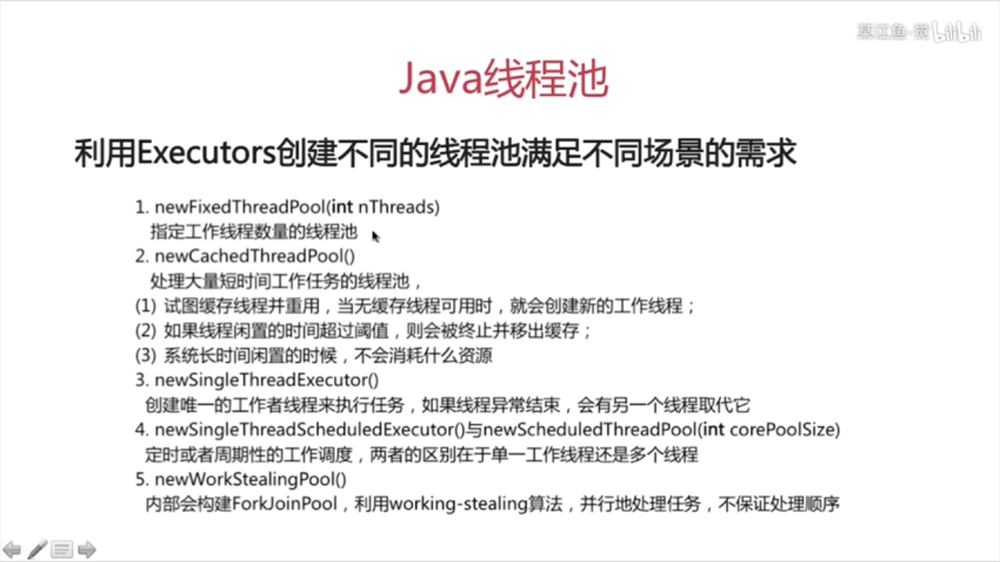 某江鱼-觉 bilibili
Java线程池
利用Executors创建不同的线程池满足不同场景的需求
1. newFixedThreadPool(int nThreads)
指定工作线程数量的线程池
2. newCachedThreadPool()
处理大量短时间工作任务的线程池，
(1) 试图缓存线程并重用，当无缓存线程可用时，就会创建新的工作线程；
(2) 如果线程闲置的时间超过阈值，则会被终止并移出缓存；
(3) 系统长时间闲置的时候，不会消耗什么资源
3. newSingleThreadExecutor()
创建唯一的工作者线程来执行任务，如果线程异常结束，会有另一个线程取代它
4. newSingleThreadScheduledExecutor()与newScheduledThreadPool(int corePoolSize)
定时或者周期性的工作调度，两者的区别在于单一工作线程还是多个线程
5. newWorkStealingPool()
内部会构建ForkJoinPool，利用working-stealing算法，并行地处理任务，不保证处理顺序